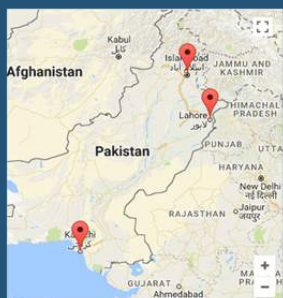 Kabul
کابل
Islamabad
اسلام آباد
JAMMU AND
KASHMIR
Afghanistan
HIMACHAL
PRADESH
Lahore
لاہور
PUNJAB
UTTA
Pakistan
HARYANA
New Delhi
नई दिल्ली
Jaipur
जयपुर
RAJASTHAN
Karachi
GUJARAT
Ahmedabad
+
−